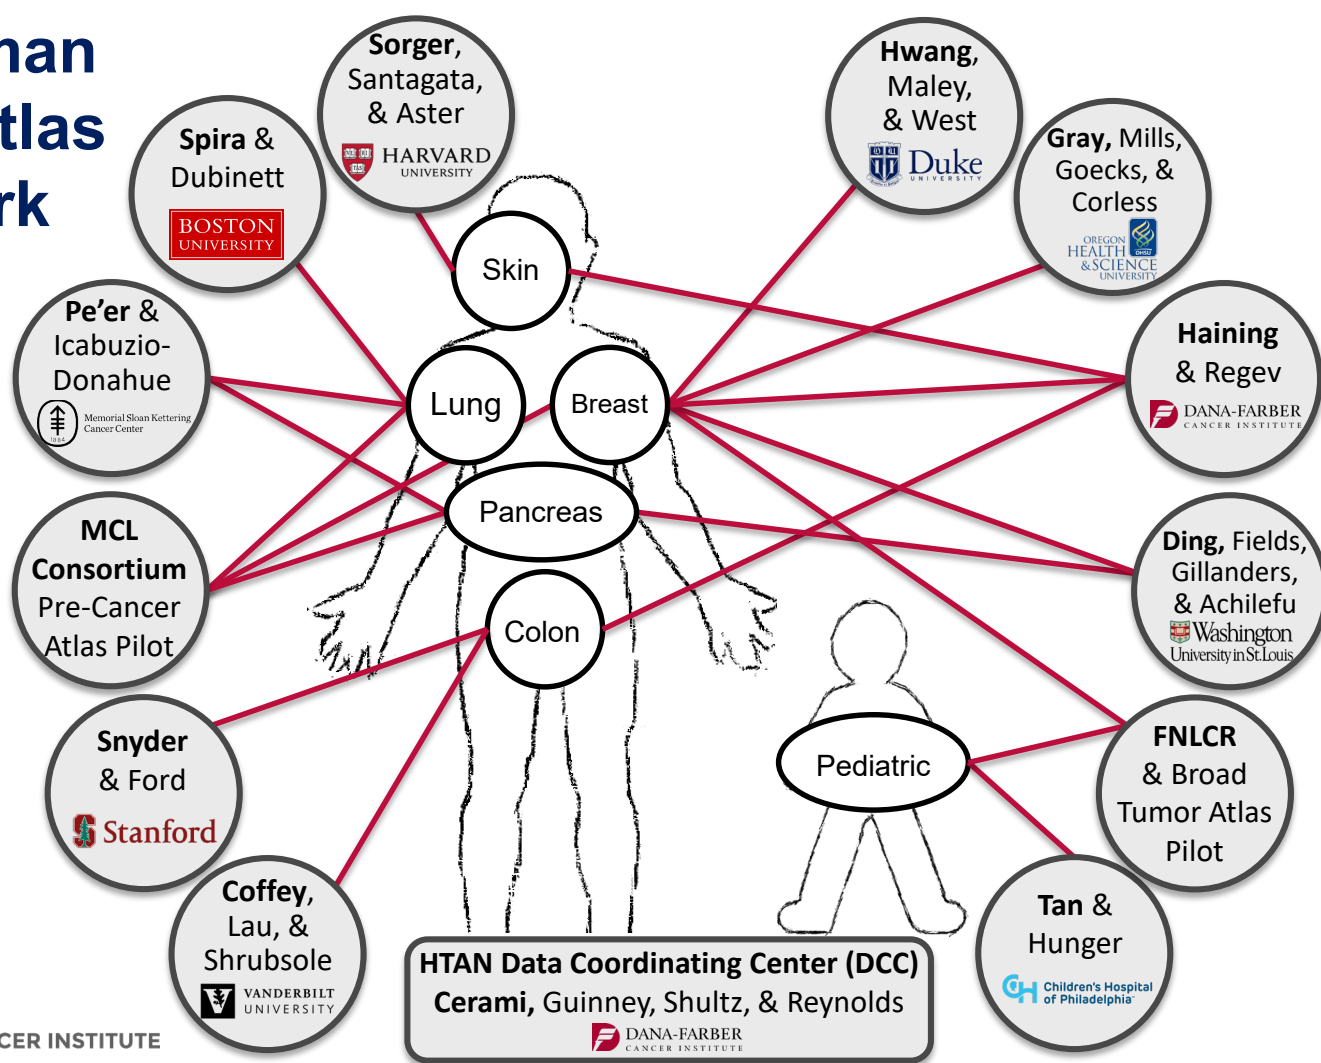 man
tlas
rk
Sorger,
Santagata,
& Aster
HARVARD
UNIVERSITY
Spira &
Dubinett
BOSTON
UNIVERSITY
Pe'er &
Icabuzio-
Donahue
1884
Memorial Sloan Kettering
Cancer Center
MCL
Consortium
Pre-Cancer
Atlas Pilot
Snyder
& Ford
Stanford
Coffey,
Lau, &
Shrubsole
V
VANDERBILT
UNIVERSITY
Skin
Lung
Breast
Pancreas
Colon
Pediatric
Hwang,
Maley,
& West
Duke
UNIVERSITY
Gray, Mills,
Goecks, &
Corless
OREGON
HEALTH
&SCIENCE
UNIVERSITY
OHSU
Haining
& Regev
DANA-FARBER
CANCER INSTITUTE
Ding, Fields,
Gillanders,
& Achilefu
Washington
University in St. Louis
FNLCR
& Broad
Tumor Atlas
Pilot
Tan &
Hunger
Children's Hospital
of Philadelphia
HTAN Data Coordinating Center (DCC)
Cerami, Guinney, Shultz, & Reynolds
DANA-FARBER
CANCER INSTITUTE
CER INSTITUTE